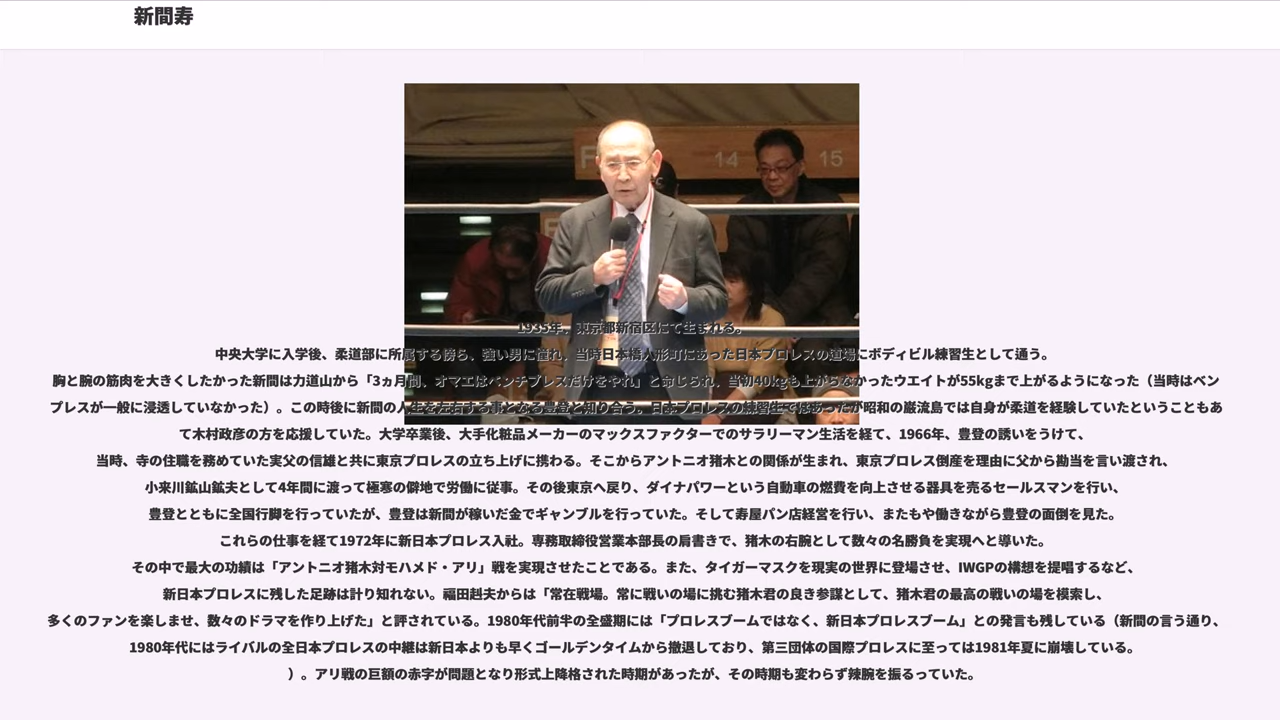 新間寿
14
15
1935年、東京都新宿区にて生まれる。
中央大学に入学後、柔道部に所属する傍ら、強い男に憧れ、当時日本橋人形町にあった日本プロレスの道場にボディビル練習生として通う。
胸と腕の筋肉を大きくしたかった新間は力道山から「3ヵ月間、オマエはベンチプレスだけをやれ」と命じられ、当初40kgも上がらなかったウエイトが55kgまで上がるようになった（当時はベン
プレスが一般に浸透していなかった）。この時後に新間の人生を左右する事となる豊登と知り合う。日本プロレスの練習生ではあったが昭和の巌流島では自身が柔道を経験していたということもあ
て木村政彦の方を応援していた。大学卒業後、大手化粧品メーカーのマックスファクターでのサラリーマン生活を経て、1966年、豊登の誘いをうけて、
当時、寺の住職を務めていた実父の信雄と共に東京プロレスの立ち上げに携わる。そこからアントニオ猪木との関係が生まれ、東京プロレス倒産を理由に父から勘当を言い渡され、
小来川鉱山鉱夫として4年間に渡って極寒の僻地で労働に従事。その後東京へ戻り、ダイナパワーという自動車の燃費を向上させる器具を売るセールスマンを行い、
豊登とともに全国行脚を行っていたが、豊登は新間が稼いだ金でギャンブルを行っていた。そして寿屋パン店経営を行い、またもや働きながら豊登の面倒を見た。
これらの仕事を経て1972年に新日本プロレス入社。専務取締役営業本部長の肩書きで、猪木の右腕として数々の名勝負を実現へと導いた。
その中で最大の功績は「アントニオ猪木対モハメド・アリ」戦を実現させたことである。また、タイガーマスクを現実の世界に登場させ、IWGPの構想を提唱するなど、
新日本プロレスに残した足跡は計り知れない。福田赳夫からは「常在戦場。常に戦いの場に挑む猪木君の良き参謀として、猪木君の最高の戦いの場を模索し、
多くのファンを楽しませ、数々のドラマを作り上げた」と評されている。1980年代前半の全盛期には「プロレスブームではなく、新日本プロレスブーム」との発言も残している（新間の言う通り、
1980年代にはライバルの全日本プロレスの中継は新日本よりも早くゴールデンタイムから撤退しており、第三団体の国際プロレスに至っては1981年夏に崩壊している。
）。アリ戦の巨額の赤字が問題となり形式上降格された時期があったが、その時期も変わらず辣腕を振るっていた。